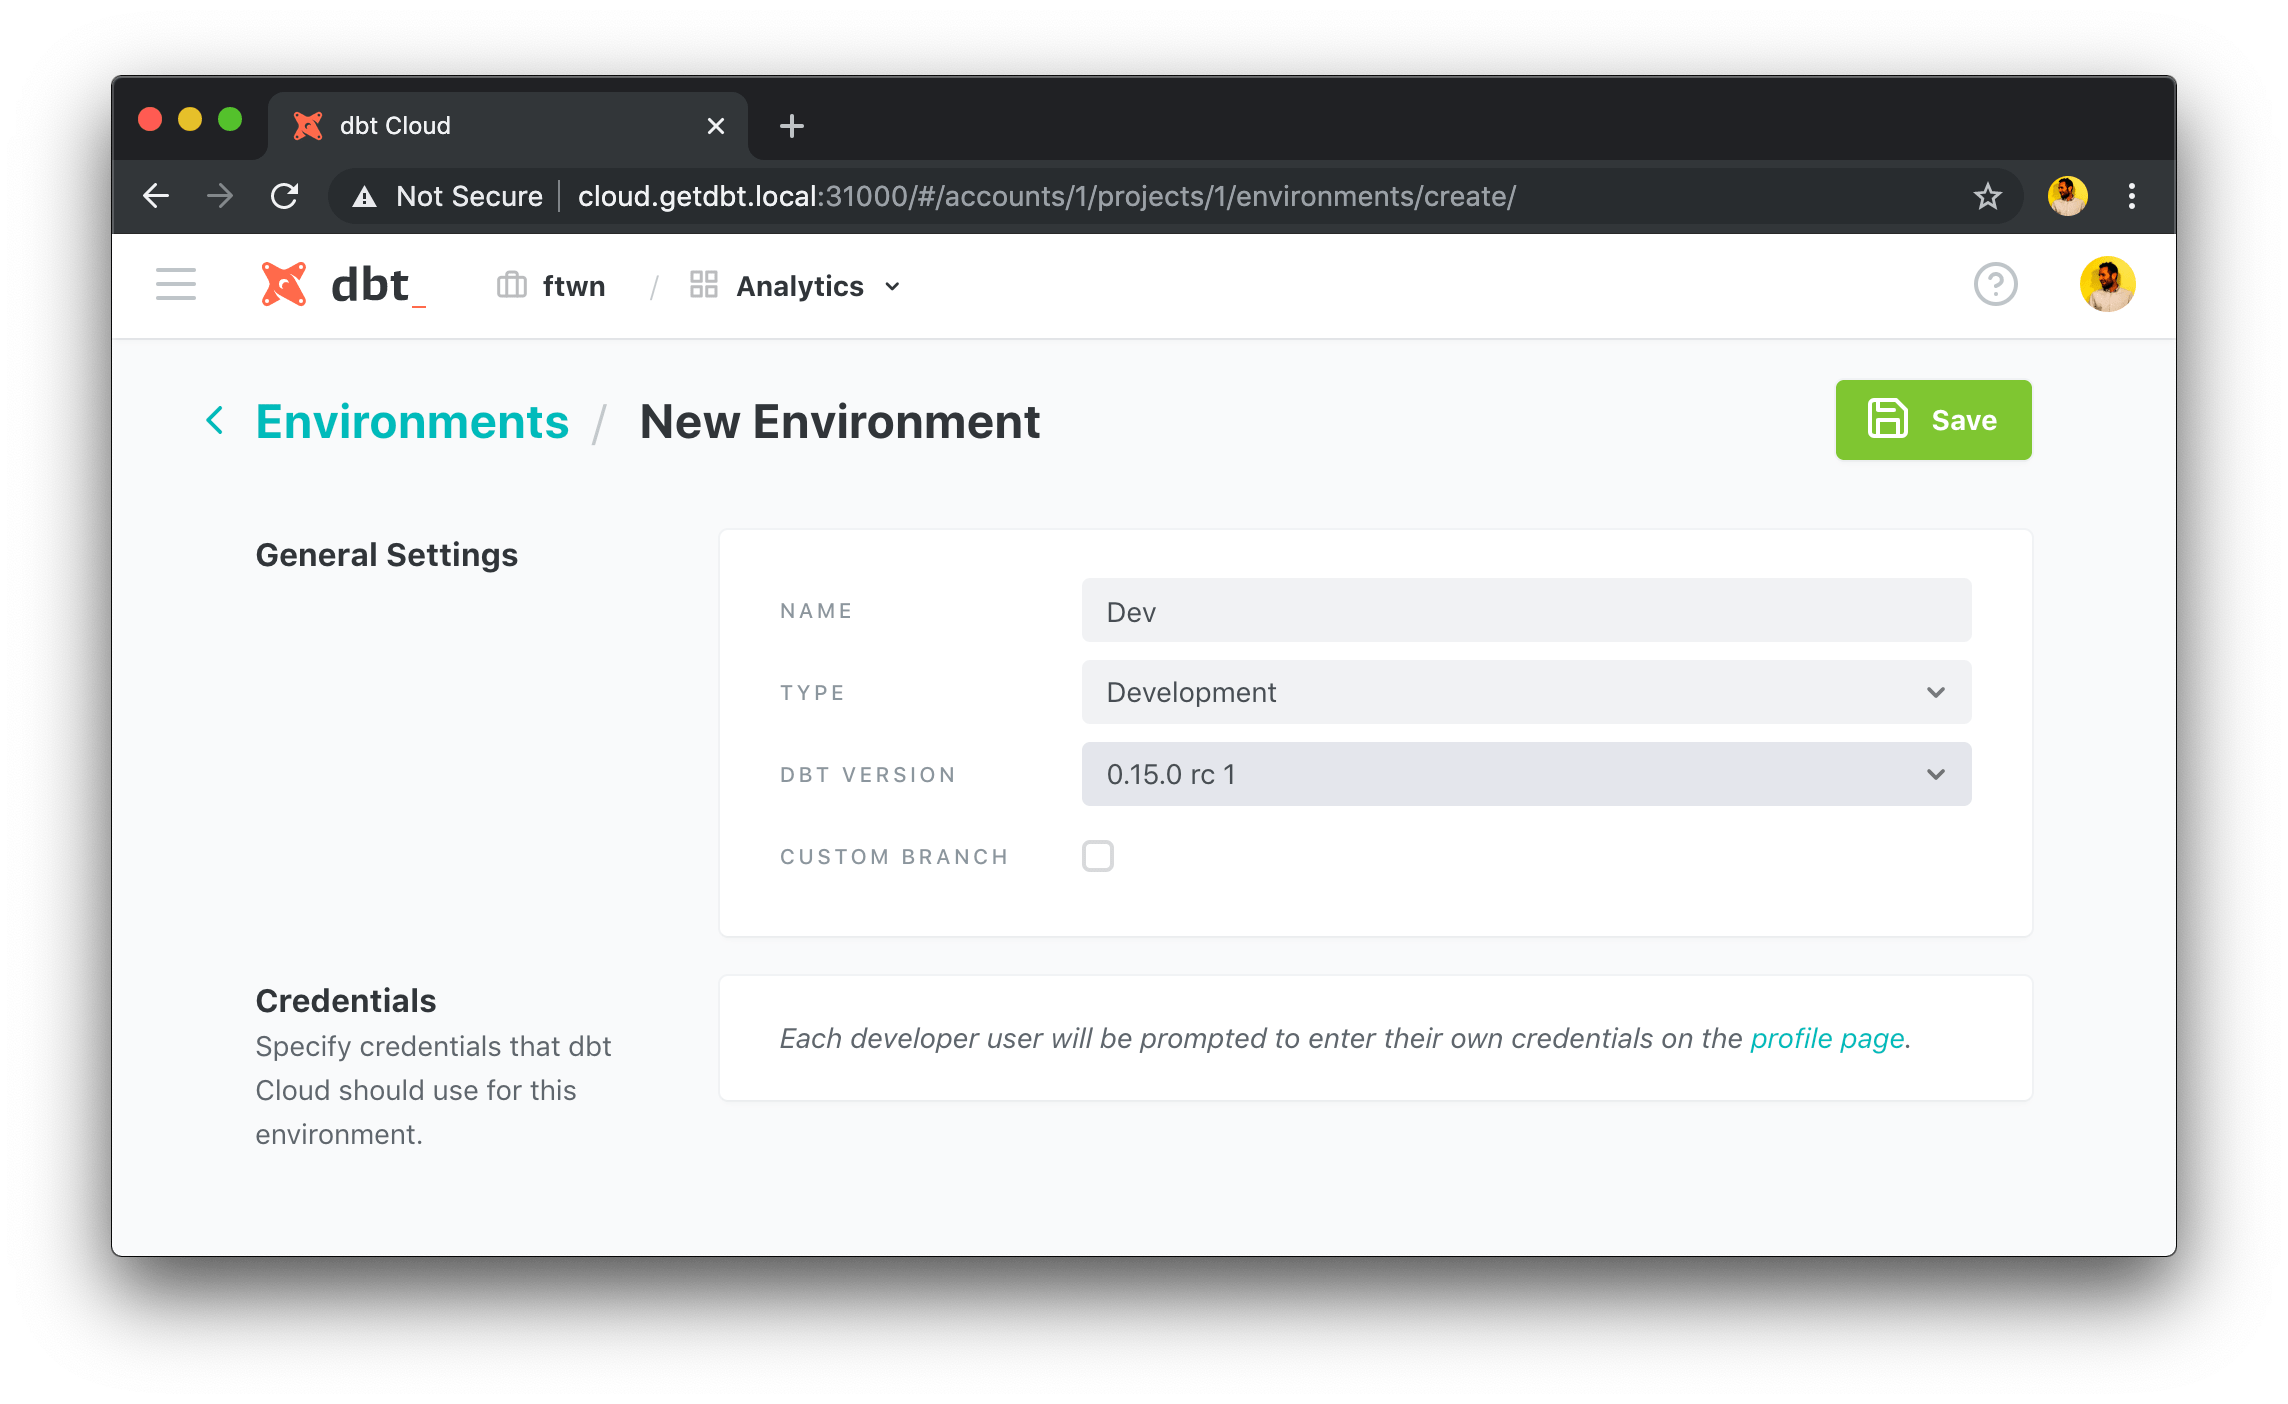 dbt Cloud
Not Secure cloud.getdbt.local:31000/#/accounts/1/projects/1/environments/create/
dbt_ ftwn / Analytics
Environments / New Environment
Save
General Settings
NAME Dev
TYPE Development
DBT VERSION 0.15.0 rc 1
CUSTOM BRANCH
Credentials
Specify credentials that dbt
Cloud should use for this
environment.
Each developer user will be prompted to enter their own credentials on the profile page.